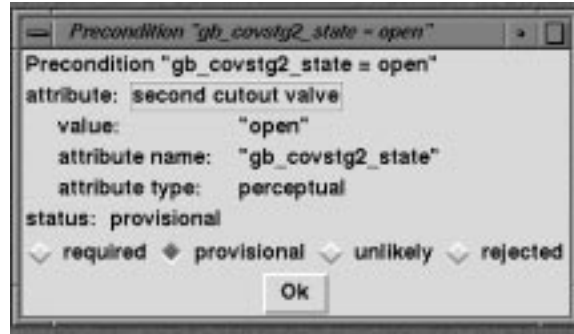 Precondition "gb_covstg2_state = open"
Precondition "gb_covstg2_state = open"
attribute: second cutout valve
value: "open"
attribute name: "gb_covstg2_state"
attribute type: perceptual
status: provisional
required provisional unlikely rejected
Ok